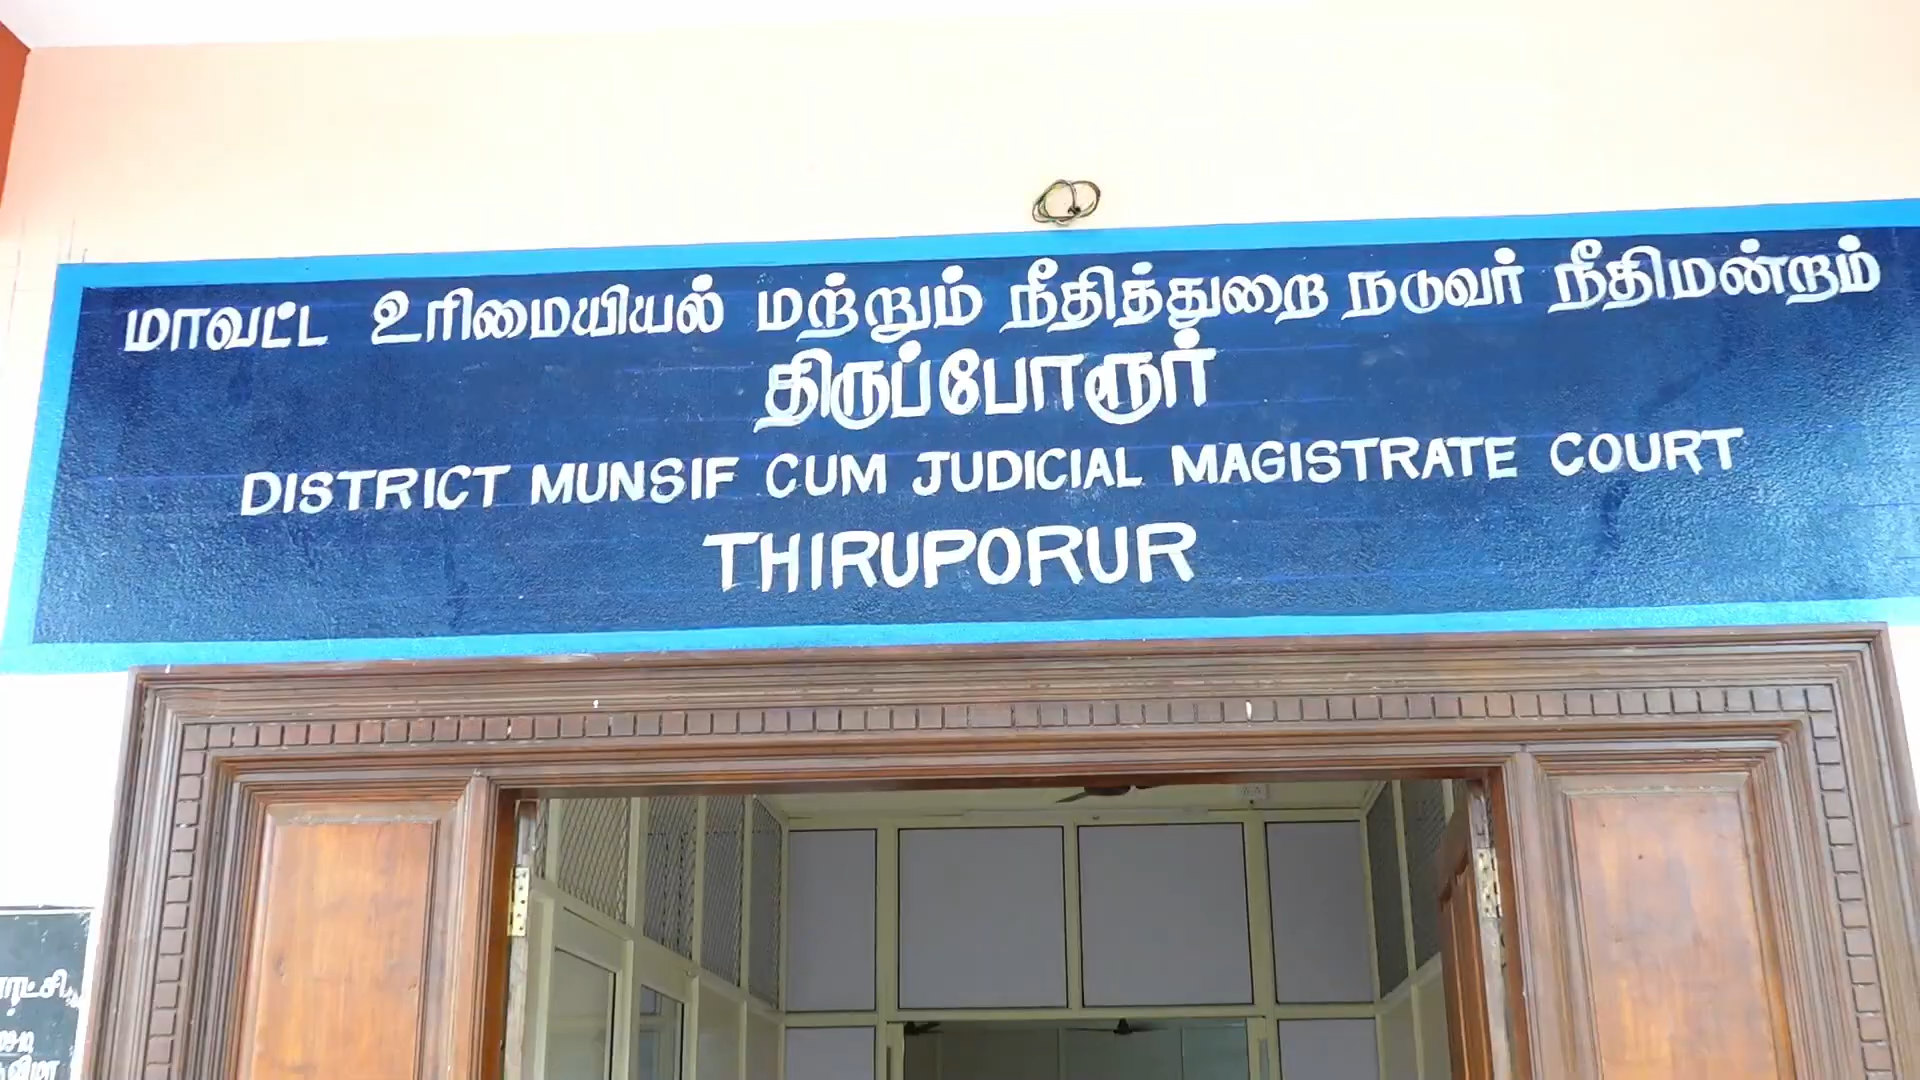 மாவட்ட உரிமையியல் மற்றும் நீதித்துறை நடுவர் நீதிமன்றம்
திருப்போரூர்
DISTRICT MUNSIF CUM JUDICIAL MAGISTRATE COURT
THIRUPORUR